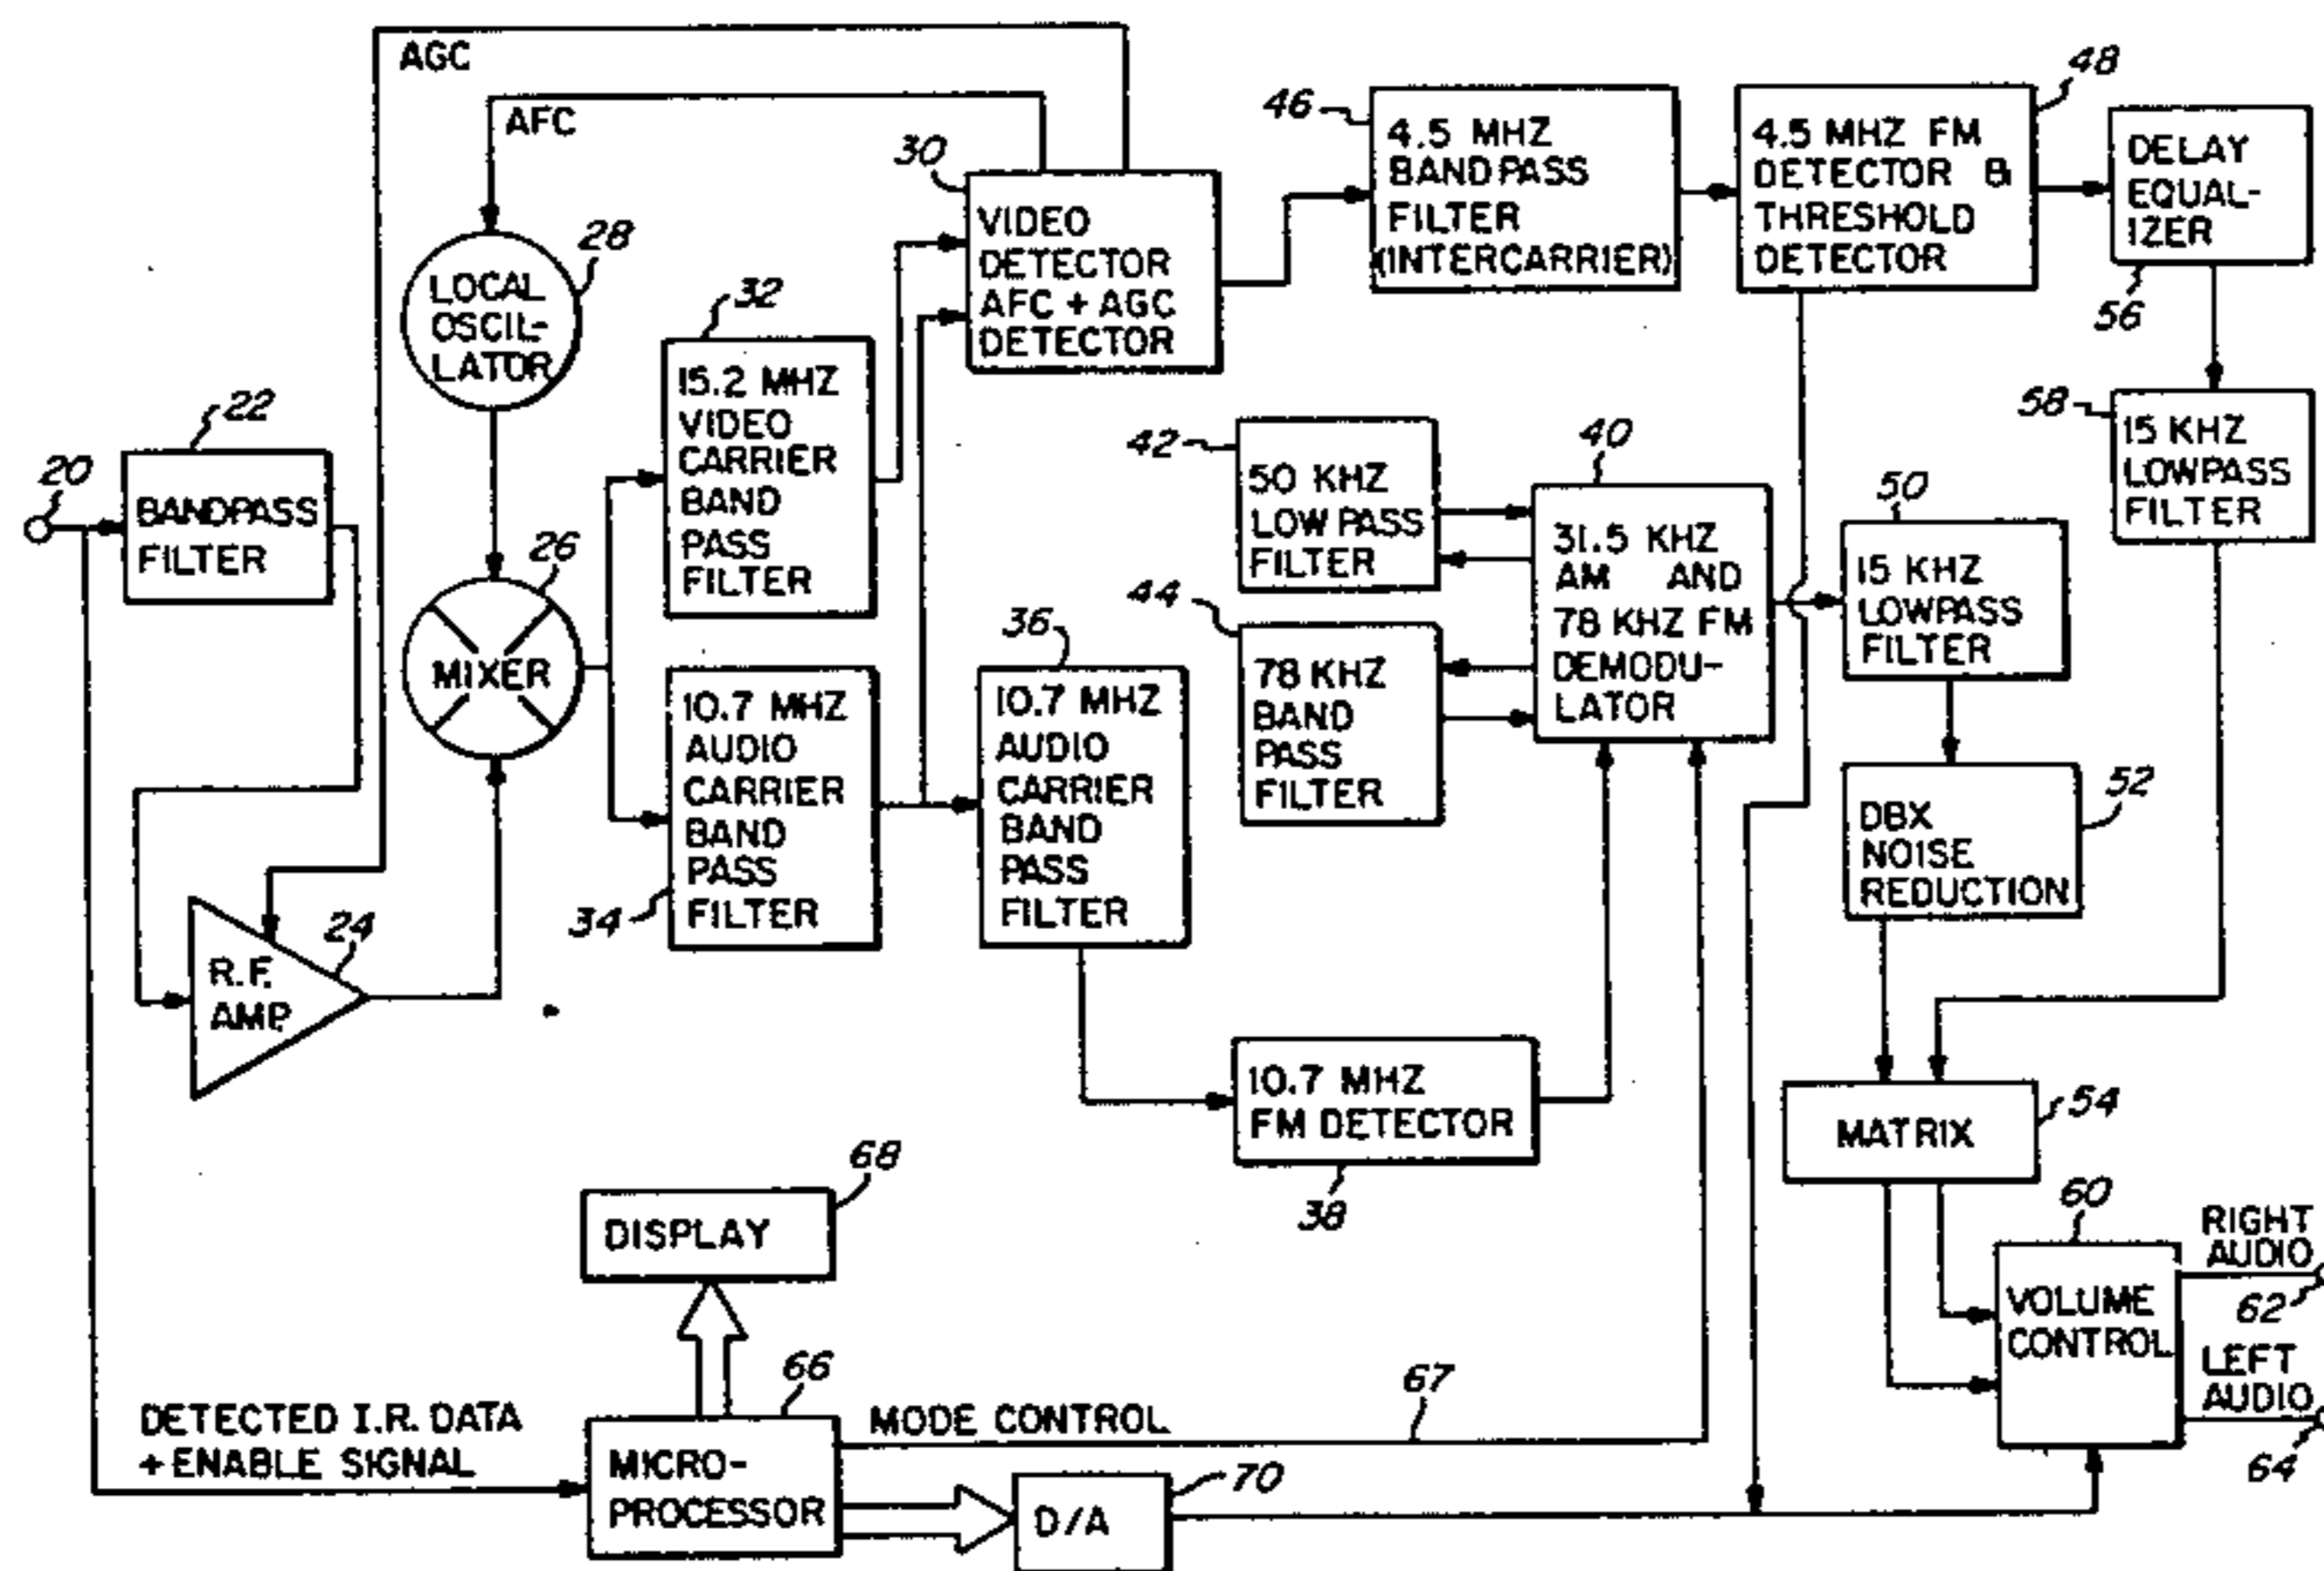 AGC
AFC
46
4.5 MHZ
BANDPASS
FILTER
(INTERCARRIER)
48
4.5 MHZ FM
DETECTOR &
THRESHOLD
DETECTOR
DELAY
EQUAL-
IZER
56
30
VIDEO
DETECTOR
AFC + AGC
DETECTOR
28
LOCAL
OSCIL-
LATOR
32
15.2 MHZ
VIDEO
CARRIER
BAND
PASS
FILTER
22
20
BANDPASS
FILTER
26
MIXER
42
50 KHZ
LOW PASS
FILTER
40
31.5 KHZ
AM AND
78 KHZ FM
DEMODU-
LATOR
50
15 KHZ
LOWPASS
FILTER
58
15 KHZ
LOWPASS
FILTER
44
78 KHZ
BAND
PASS
FILTER
10.7 MHZ
AUDIO
CARRIER
BAND
PASS
FILTER
34
36
10.7 MHZ
AUDIO
CARRIER
BAND
PASS
FILTER
DBX
NOISE
REDUCTION
52
24
R.F.
AMP.
10.7 MHZ
FM DETECTOR
38
MATRIX
54
68
DISPLAY
60
VOLUME
CONTROL
RIGHT
AUDIO
62
LEFT
AUDIO
64
DETECTED I.R. DATA
+ ENABLE SIGNAL
66
MICRO-
PROCESSOR
MODE CONTROL
67
70
D/A